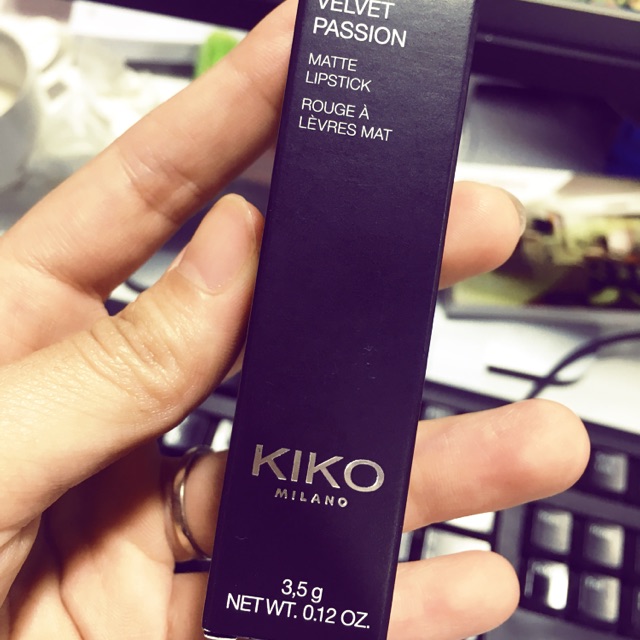 VELVET
PASSION
MATTE
LIPSTICK
ROUGE À
LÈVRES MAT
KIKO
MILANO
3,5 g
NET WT. 0.12 OZ.